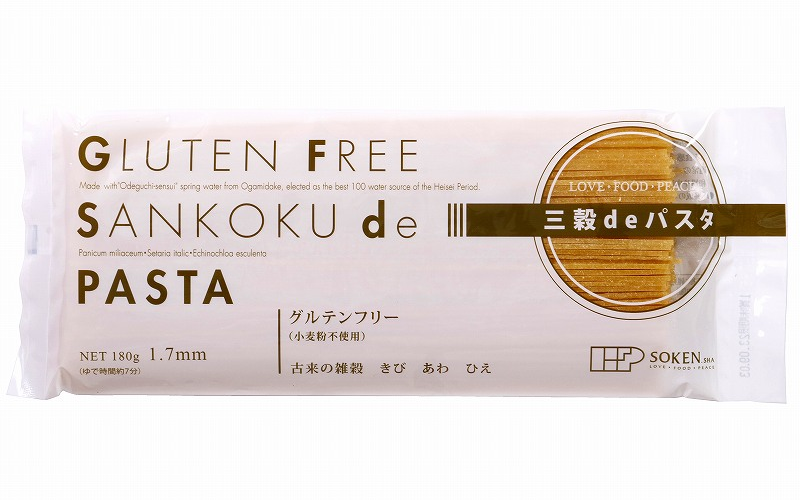 GLUTEN FREE
Made with "Odeguchi-sensui" spring water from Ogamidake, elected as the best 100 water source of the Heisei Period.
SANKOKU de
Panicum miliaceum・Setaria italic・Echinochloa esculenta
PASTA
NET 180g 1.7mm
(ゆで時間約7分)
グルテンフリー
(小麦粉不使用)
古来の雑穀 きび あわ ひえ
LOVE・FOOD・PEACE
三穀deパスタ
SOKEN.SHA
LOVE・FOOD・PEACE